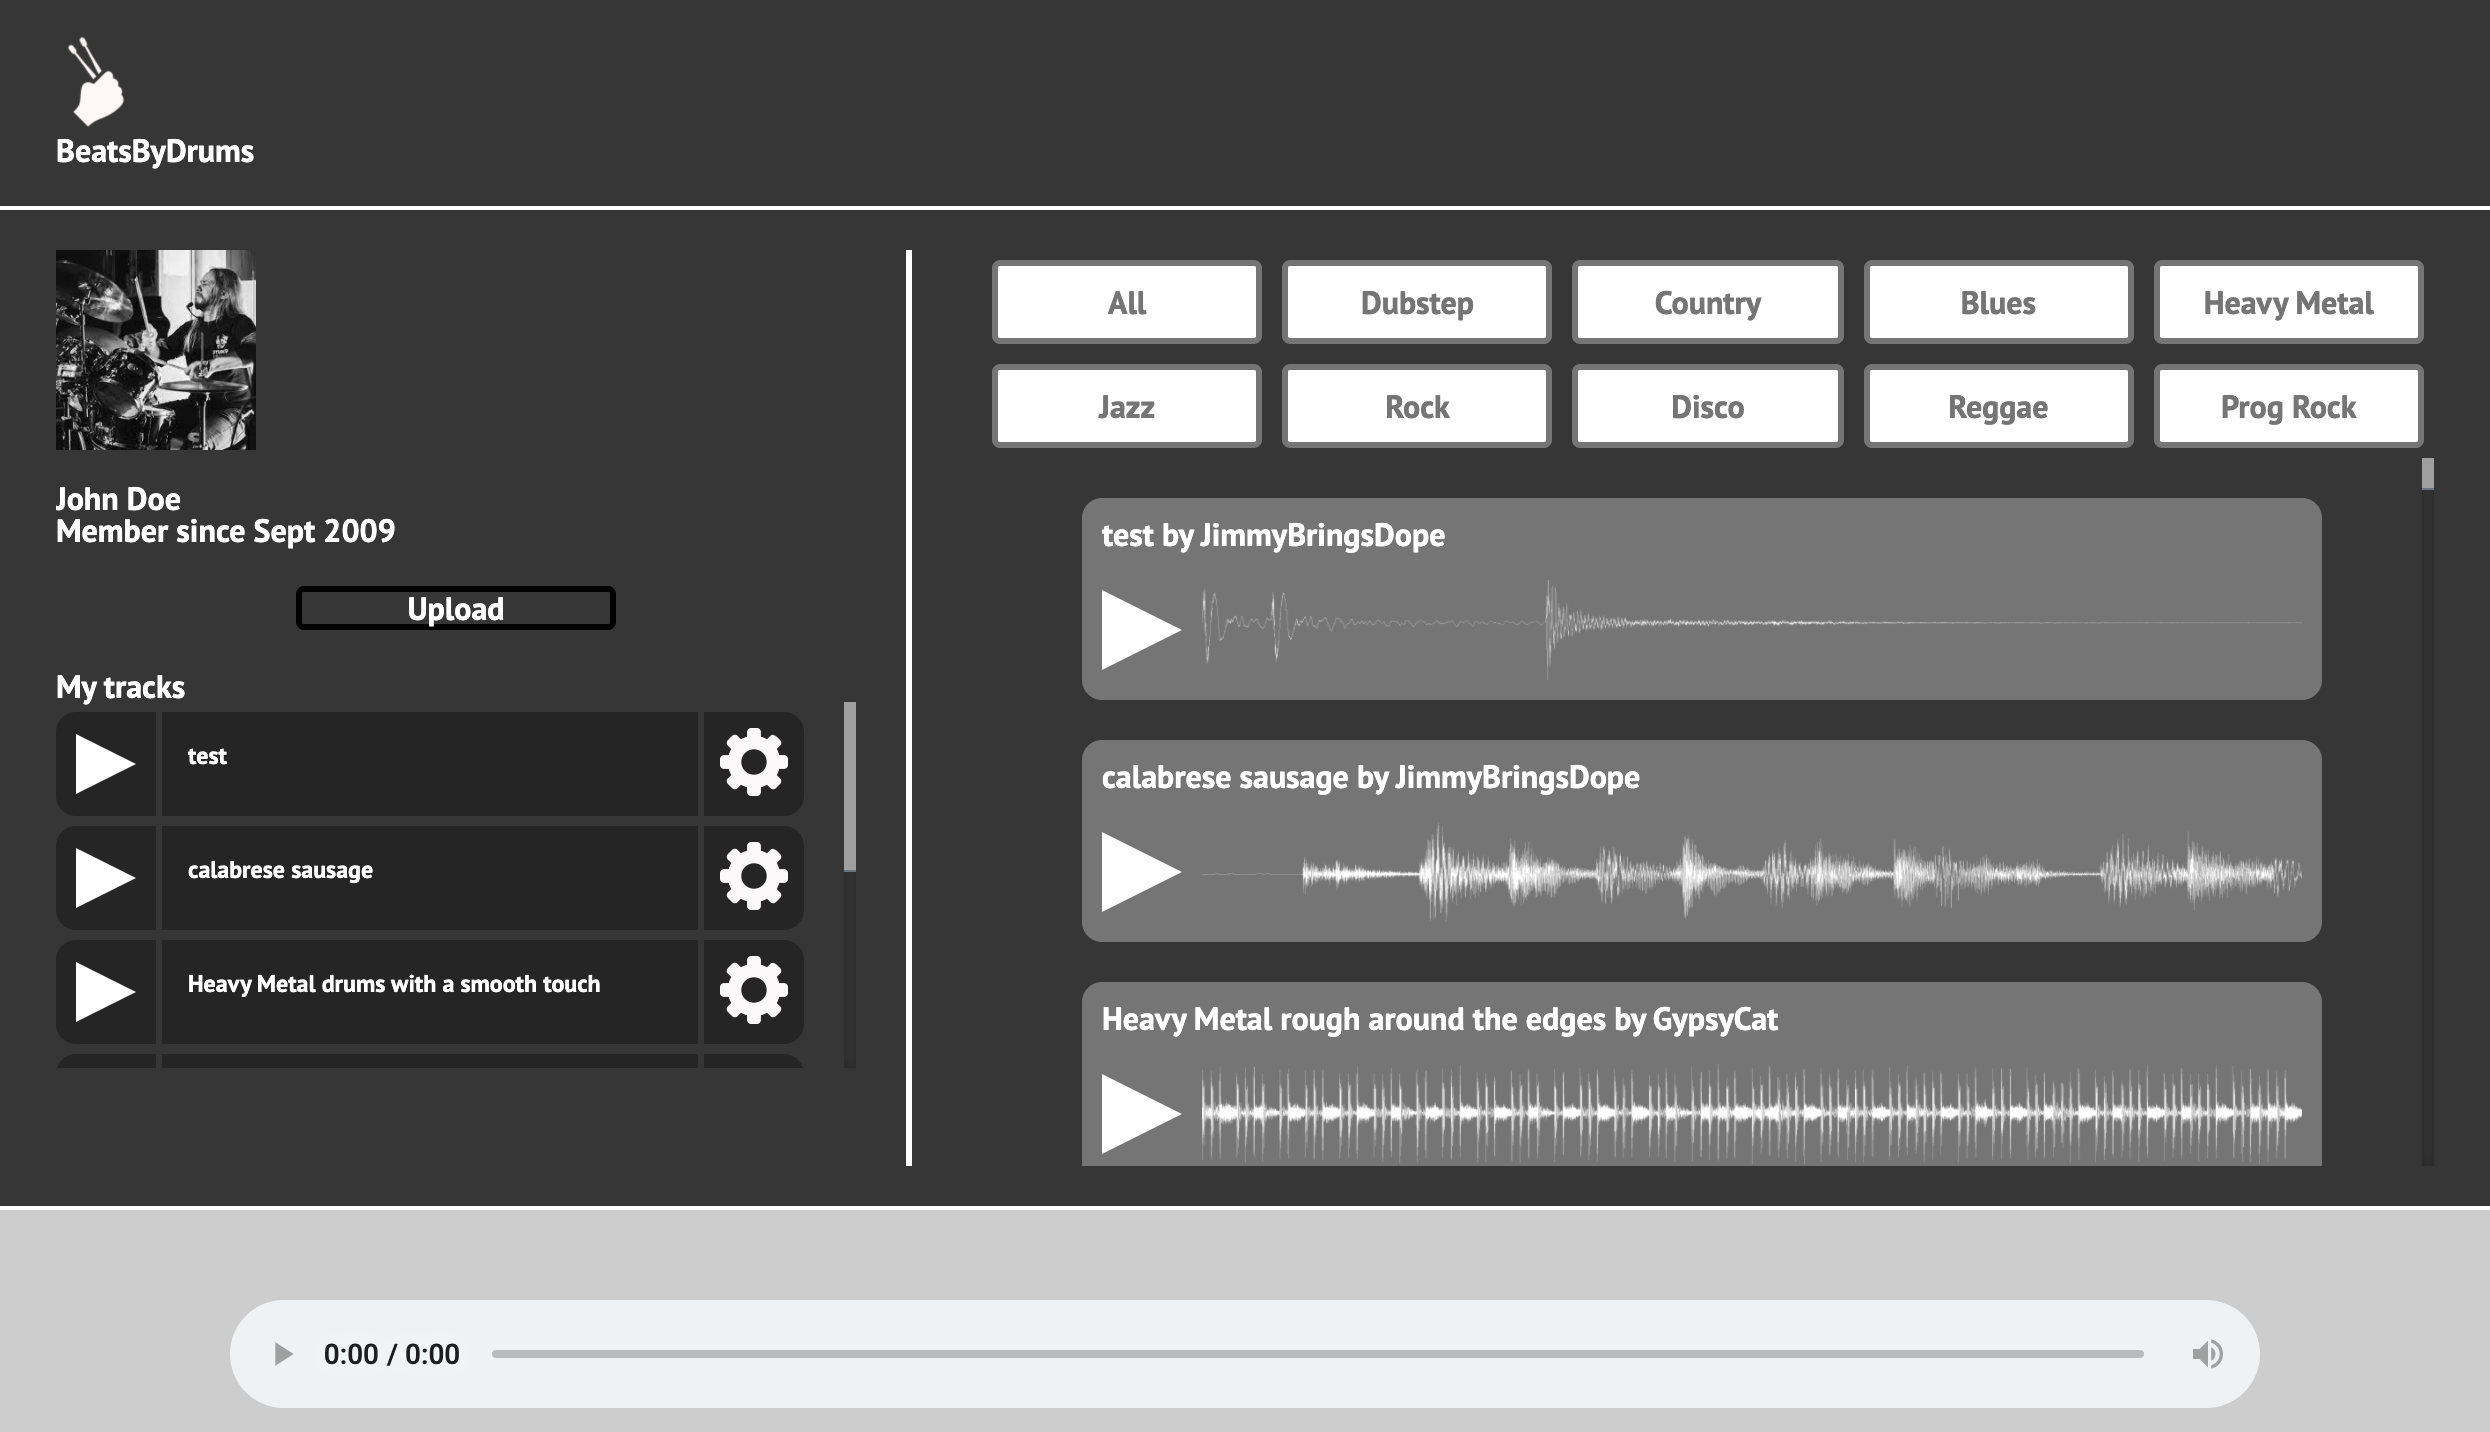 BeatsByDrums
John Doe
Member since Sept 2009
Upload
My tracks
test
calabrese sausage
Heavy Metal drums with a smooth touch
All
Dubstep
Country
Blues
Heavy Metal
Jazz
Rock
Disco
Reggae
Prog Rock
test by JimmyBringsDope
calabrese sausage by JimmyBringsDope
Heavy Metal rough around the edges by GypsyCat
0:00 / 0:00